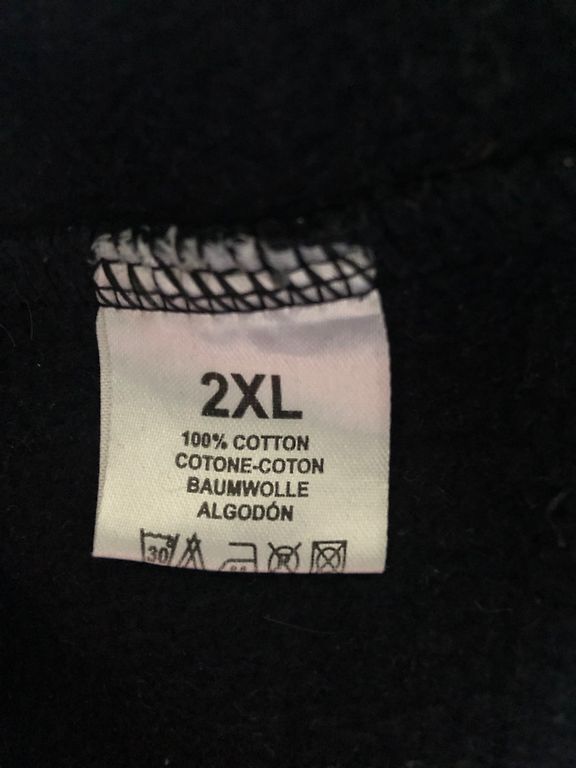 2XL
100% COTTON
COTONE-COTON
BAUMWOLLE
ALGODÓN
30